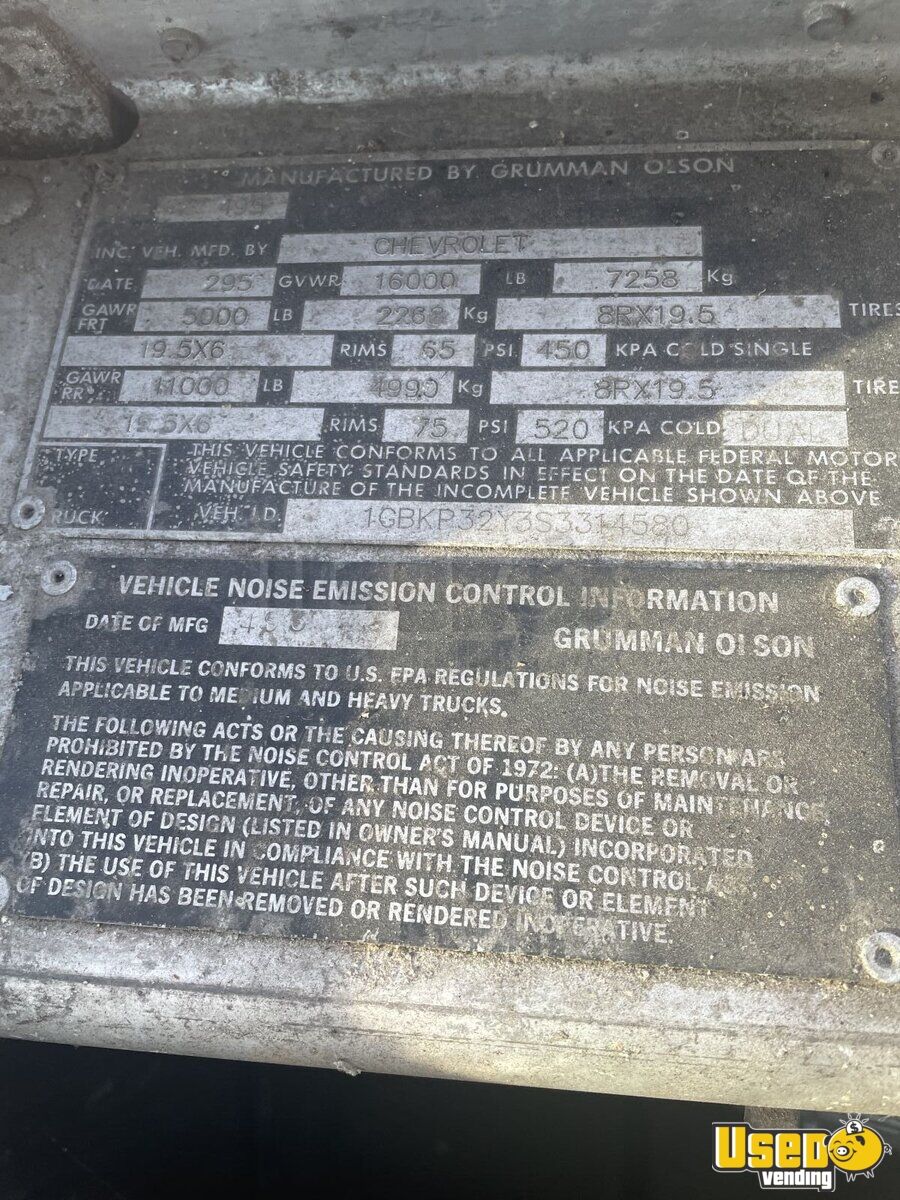 MANUFACTURED BY GRUMMAN OLSON
INC. VEH. MFD. BY CHEVROLET
DATE 295 GVWR 16000 LB 7258 Kg
GAWR FRT 5000 LB 2268 Kg 8RX19.5 TIRES
19.5X6 RIMS 65 PSI 450 KPA COLD SINGLE
GAWR RR 11000 LB 4990 Kg 8RX19.5 TIRE
19.5X6 RIMS 75 PSI 520 KPA COLD DUAL
TYPE TRUCK
THIS VEHICLE CONFORMS TO ALL APPLICABLE FEDERAL MOTOR
VEHICLE SAFETY STANDARDS IN EFFECT ON THE DATE OF THE
MANUFACTURE OF THE INCOMPLETE VEHICLE SHOWN ABOVE
VEH I.D. 1GBKP32Y3S3314580
VEHICLE NOISE EMISSION CONTROL INFORMATION
DATE OF MFG
GRUMMAN OLSON
THIS VEHICLE CONFORMS TO U.S. EPA REGULATIONS FOR NOISE EMISSION
APPLICABLE TO MEDIUM AND HEAVY TRUCKS.
THE FOLLOWING ACTS OR THE CAUSING THEREOF BY ANY PERSON ARE
PROHIBITED BY THE NOISE CONTROL ACT OF 1972: (A) THE REMOVAL OR
RENDERING INOPERATIVE, OTHER THAN FOR PURPOSES OF MAINTENANCE
REPAIR, OR REPLACEMENT, OF ANY NOISE CONTROL DEVICE OR
ELEMENT OF DESIGN (LISTED IN OWNER'S MANUAL) INCORPORATED
INTO THIS VEHICLE IN COMPLIANCE WITH THE NOISE CONTROL
(B) THE USE OF THIS VEHICLE AFTER SUCH DEVICE OR ELEMENT
OF DESIGN HAS BEEN REMOVED OR RENDERED INOPERATIVE.
USED
vending